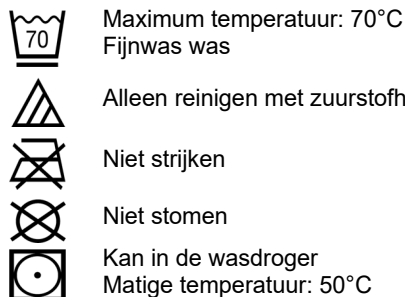 70
Maximum temperatuur: 70°C
Fijnwas was
Alleen reinigen met
Niet strijken
Niet stomen
Kan in de wasdroger
Matige temperatuur: 50°C